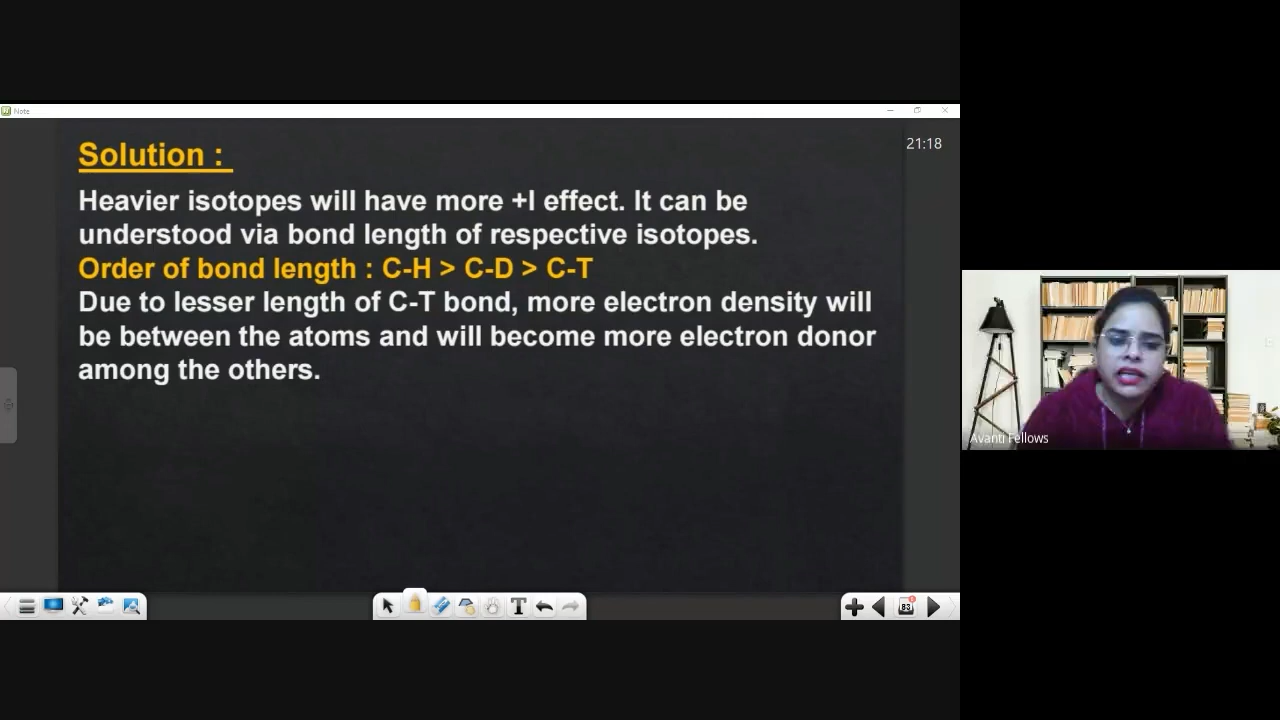 Note
Solution :
21:18
Heavier isotopes will have more +I effect. It can be
understood via bond length of respective isotopes.
Order of bond length : C-H > C-D > C-T
Due to lesser length of C-T bond, more electron density will
be between the atoms and will become more electron donor
among the others.
Avanti Fellows
T
83